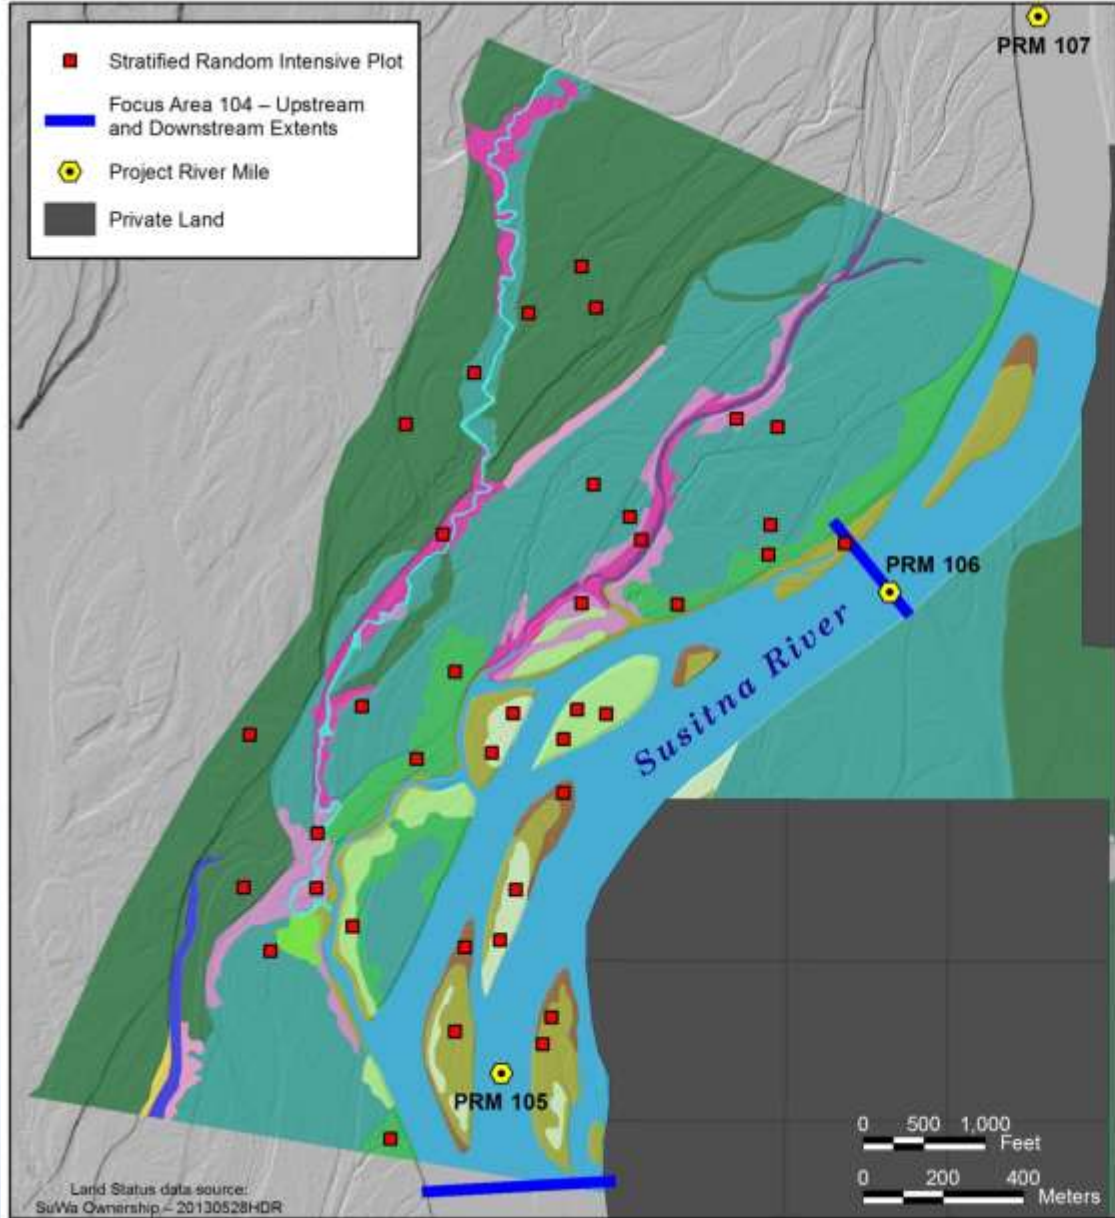 Stratified Random Intensive Plot
Focus Area 104 – Upstream
and Downstream Extents
Project River Mile
Private Land
PRM 107
PRM 106
Susitna River
PRM 105
0 500 1,000
Feet
0 200 400
Meters
Land Status data source:
SuWa Ownership – 20130528HDR